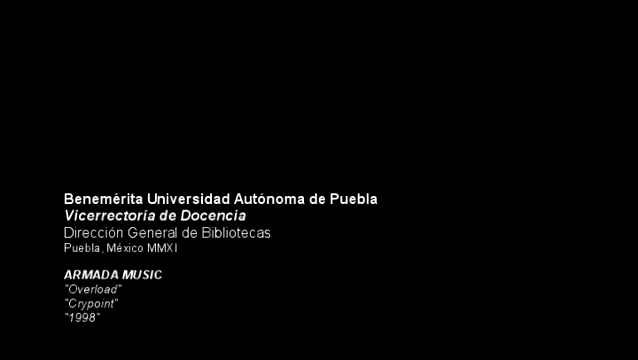 Benemérita Universidad Autónoma de Puebla
Vicerrectoría de Docencia
Dirección General de Bibliotecas
Puebla, México MMXI
ARMADA MUSIC
"Overload"
"Crypoint"
"1998"